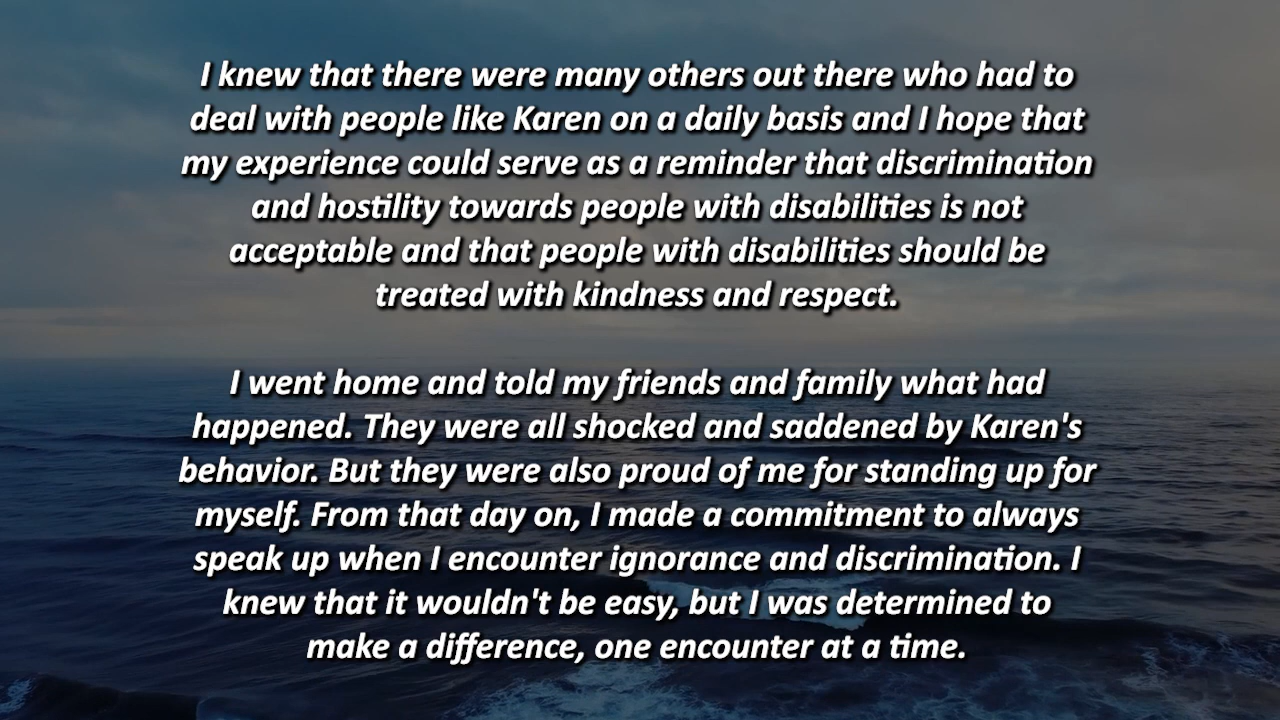 I knew that there were many others out there who had to
deal with people like Karen on a daily basis and I hope that
my experience could serve as a reminder that discrimination
and hostility towards people with disabilities is not
acceptable and that people with disabilities should be
treated with kindness and respect.
I went home and told my friends and family what had
happened. They were all shocked and saddened by Karen's
behavior. But they were also proud of me for standing up for
myself. From that day on, I made a commitment to always
speak up when I encounter ignorance and discrimination. I
knew that it wouldn't be easy, but I was determined to
make a difference, one encounter at a time.